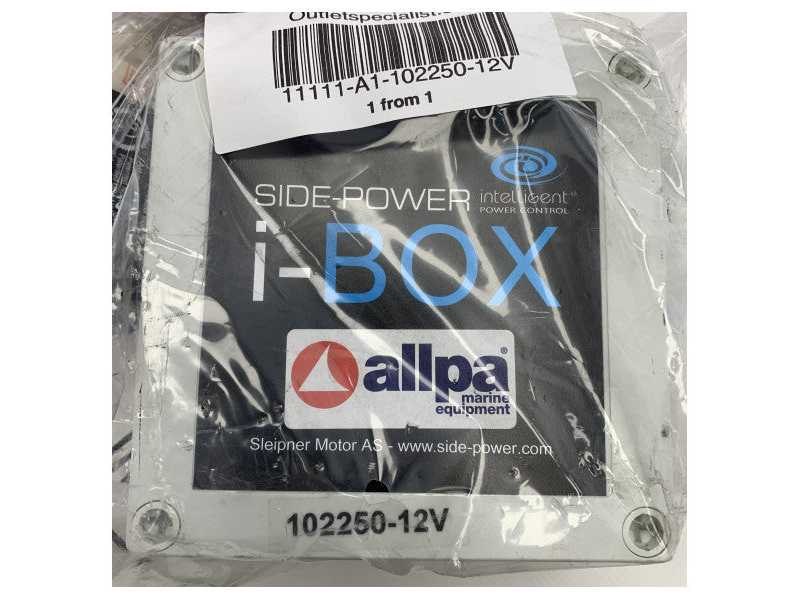 Outletspecialist
11111-A1-102250-12V
1 from 1
SIDE-POWER
intelligent
POWER CONTROL
i-BOX
allpa®
marine
equipment
Sleipner Motor AS - www.side-power.com
102250-12V